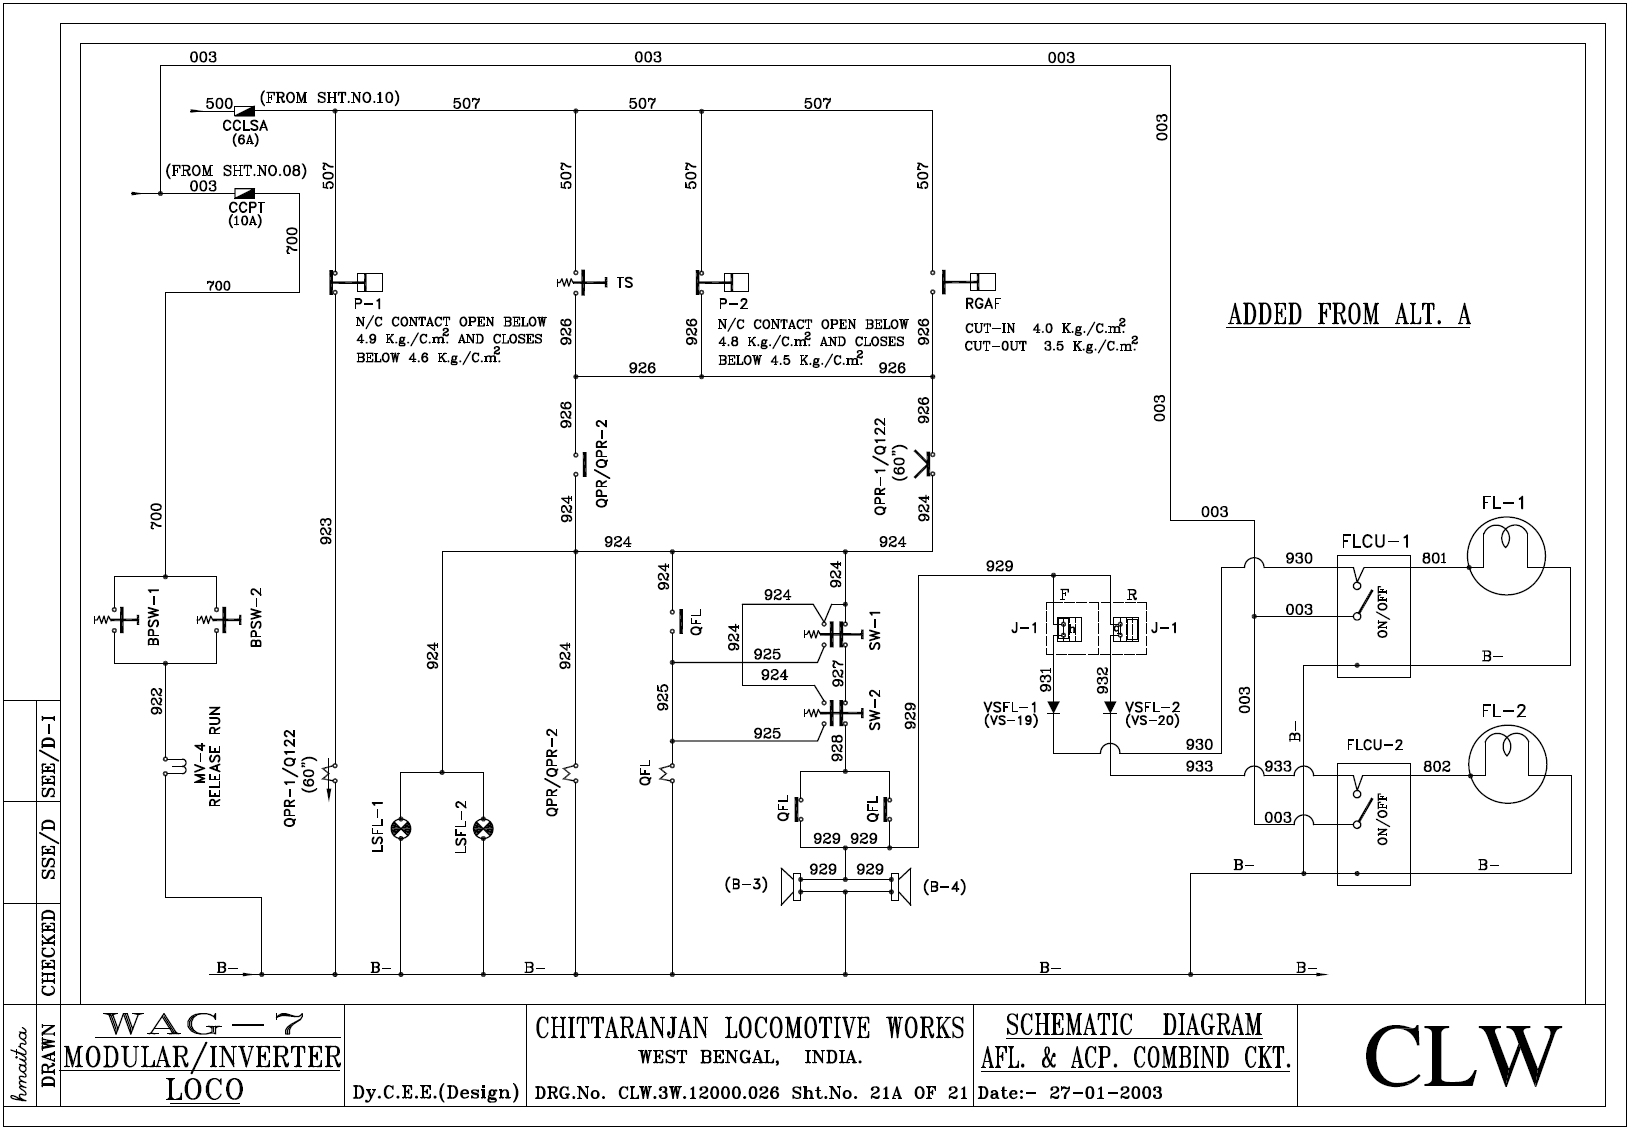 003 003 003
500 (FROM SHT.NO.10) 507 507 507
CCLSA
(6A)
003
(FROM SHT.NO.08)
003
CCPT
(10A)
507 507 507 507
700
700
P-1
N/C CONTACT OPEN BELOW
4.9 K.g./C.m². AND CLOSES
BELOW 4.6 K.g./C.m².
TS
P-2
N/C CONTACT OPEN BELOW
4.8 K.g./C.m². AND CLOSES
BELOW 4.5 K.g./C.m².
RGAF
CUT-IN 4.0 K.g./C.m².
CUT-OUT 3.5 K.g./C.m².
ADDED FROM ALT. A
926 926 926
926 926
926 926
003
QPR/QPR-2
QPR-1/Q122
(60")
700
923
924 924
924 924
003
FL-1
FLCU-1
929
930
801
924 924
BPSW-1
BPSW-2
QFL
924
924
SW-1
925
927
924
F R
J-1 J-1
003
ON/OFF
B-
924 924
922
925
SW-2
925
928
929
931 932
VSFL-1
(VS-19)
VSFL-2
(VS-20)
930
003
B-
FL-2
FLCU-2
933 933
802
MV-4
RELEASE RUN
QPR-1/Q122
(60")
QPR/QPR-2
QFL
LSFL-1
LSFL-2
QFL QFL
003
ON/OFF
929 929
929 929
(B-3) (B-4)
B- B-
B- B- B- B- B-
SEE/D-I
SSE/D
CHECKED
DRAWN
hmaitra
WAG-7
MODULAR/INVERTER
LOCO
Dy.C.E.E.(Design)
CHITTARANJAN LOCOMOTIVE WORKS
WEST BENGAL, INDIA.
DRG.No. CLW.3W.12000.026 Sht.No. 21A OF 21
SCHEMATIC DIAGRAM
AFL. & ACP. COMBIND CKT.
Date:- 27-01-2003
CLW